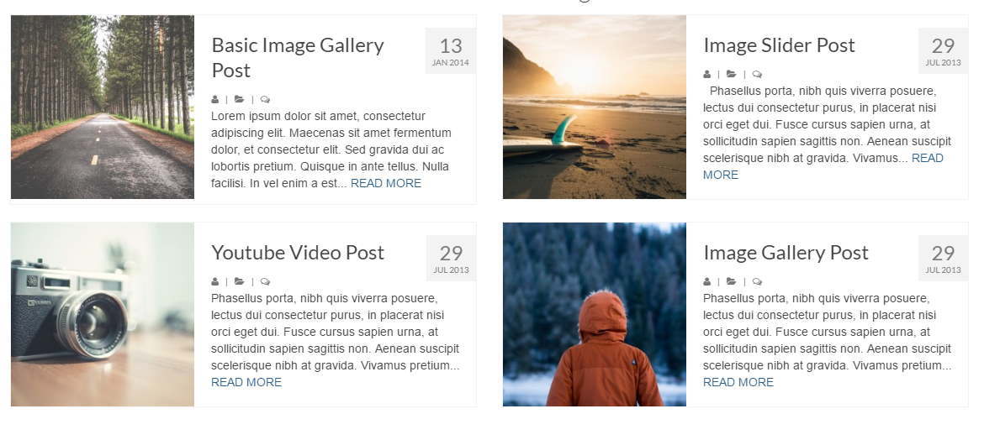 Basic Image Gallery
Post
13
JAN 2014
| |
Lorem ipsum dolor sit amet, consectetur
adipiscing elit. Maecenas sit amet fermentum
dolor, et consectetur elit. Sed gravida dui ac
lobortis pretium. Quisque in ante tellus. Nulla
facilisi. In vel enim a est... READ MORE
Image Slider Post
29
JUL 2013
| |
Phasellus porta, nibh quis viverra posuere,
lectus dui consectetur purus, in placerat nisi
orci eget dui. Fusce cursus sapien urna, at
sollicitudin sapien sagittis non. Aenean suscipit
scelerisque nibh at gravida. Vivamus... READ
MORE
Youtube Video Post
29
JUL 2013
| |
Phasellus porta, nibh quis viverra posuere,
lectus dui consectetur purus, in placerat nisi
orci eget dui. Fusce cursus sapien urna, at
sollicitudin sapien sagittis non. Aenean suscipit
scelerisque nibh at gravida. Vivamus pretium...
READ MORE
Image Gallery Post
29
JUL 2013
| |
Phasellus porta, nibh quis viverra posuere,
lectus dui consectetur purus, in placerat nisi
orci eget dui. Fusce cursus sapien urna, at
sollicitudin sapien sagittis non. Aenean suscipit
scelerisque nibh at gravida. Vivamus pretium...
READ MORE